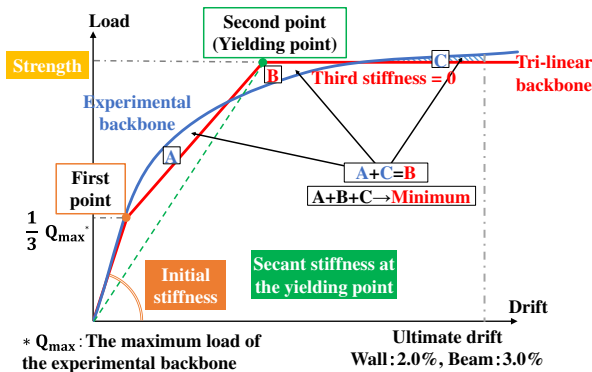 Load
Second point
(Yielding point)
Strength
B
C
Third stiffness = 0
Tri-linear
backbone
Experimental
backbone
A
First
point
A+C=B
A+B+C→Minimum
1/3 Qmax*
Initial
stiffness
Secant stiffness at
the yielding point
Drift
* Qmax: The maximum load of
the experimental backbone
Ultimate drift
Wall:2.0%, Beam:3.0%